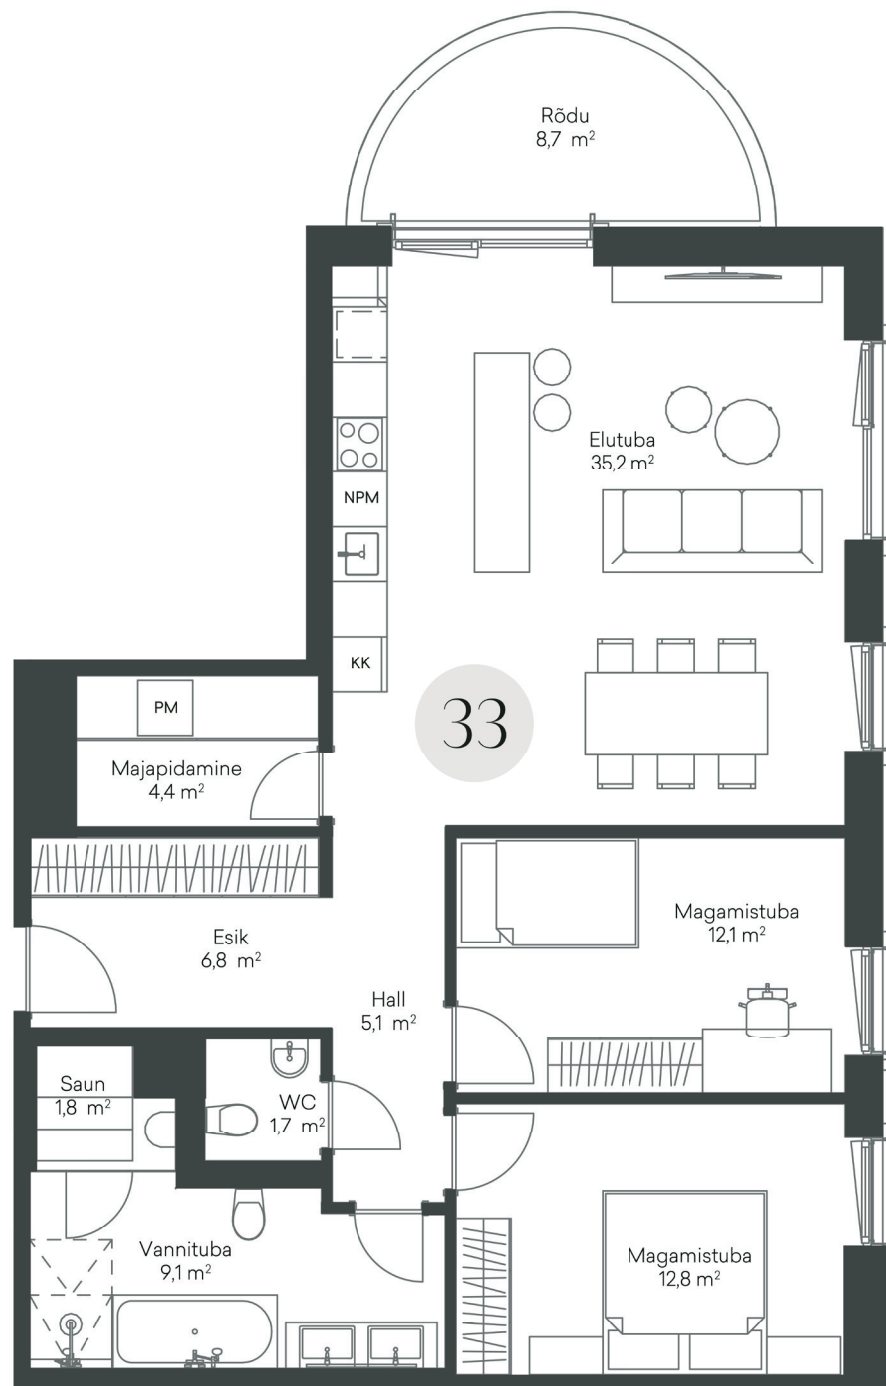 Rõdu
8,7 m²
Elutuba
35,2 m²
NPM
KK
33
PM
Majapidamine
4,4 m²
Esik
6,8 m²
Magamistuba
12,1 m²
Hall
5,1 m²
Saun
1,8 m²
WC
1,7 m²
Vannituba
9,1 m²
Magamistuba
12,8 m²